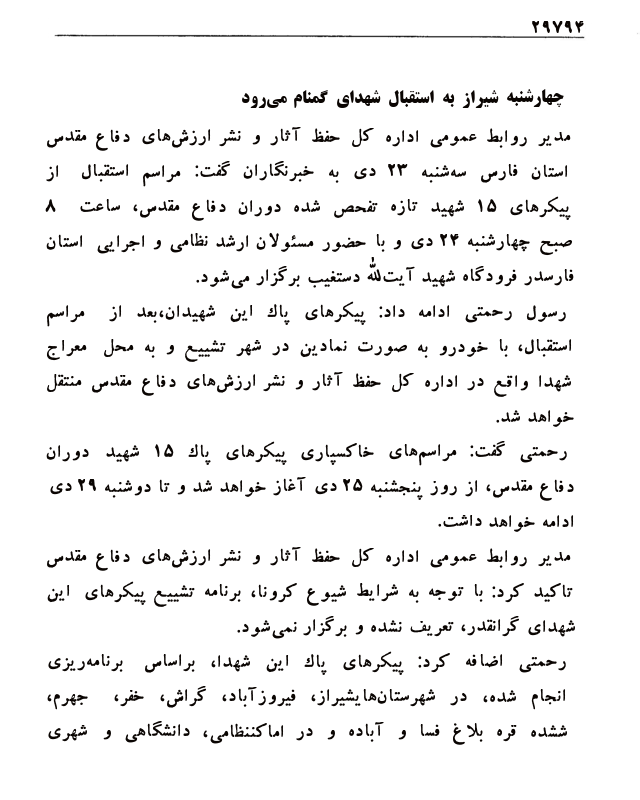 ۲۹۷۹۴
چهارشنبه شیراز به استقبال شهدای گمنام می‌رود
مدیر روابط عمومی اداره کل حفظ آثار و نشر ارزش‌های دفاع مقدس
استان فارس سه‌شنبه ۲۳ دی به خبرنگاران گفت: مراسم استقبال از
پیکرهای ۱۵ شهید تازه تفحص شده دوران دفاع مقدس، ساعت ۸
صبح چهارشنبه ۲۴ دی و با حضور مسئولان ارشد نظامی و اجرایی استان
فارسدر فرودگاه شهید آیت‌الله دستغیب برگزار می‌شود.
رسول رحمتی ادامه داد: پیکرهای پاك این شهیدان،بعد از مراسم
استقبال، با خودرو به صورت نمادین در شهر تشییع و به محل معراج
شهدا واقع در اداره کل حفظ آثار و نشر ارزش‌های دفاع مقدس منتقل
خواهد شد.
رحمتی گفت: مراسم‌های خاکسپاری پیکرهای پاك ۱۵ شهید دوران
دفاع مقدس، از روز پنجشنبه ۲۵ دی آغاز خواهد شد و تا دوشنبه ۲۹ دی
ادامه خواهد داشت.
مدیر روابط عمومی اداره کل حفظ آثار و نشر ارزش‌های دفاع مقدس
تاکید کرد: با توجه به شرایط شیوع کرونا، برنامه تشییع پیکرهای این
شهدای گرانقدر، تعریف نشده و برگزار نمی‌شود.
رحمتی اضافه کرد: پیکرهای پاك این شهدا، براساس برنامه‌ریزی
انجام شده، در شهرستان‌هایشیراز، فیروزآباد، گراش، خفر، جهرم،
ششده قره بلاغ فسا و آباده و در اماکننظامی، دانشگاهی و شهری